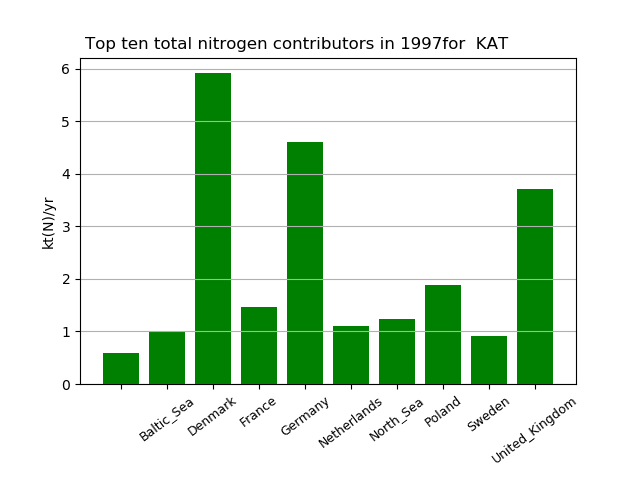 Top ten total nitrogen contributors in 1997for  KAT
6
5
4
3
2
1
0
kt(N)/yr
Baltic_Sea
Denmark
France
Germany
Netherlands
North_Sea
Poland
Sweden
United_Kingdom